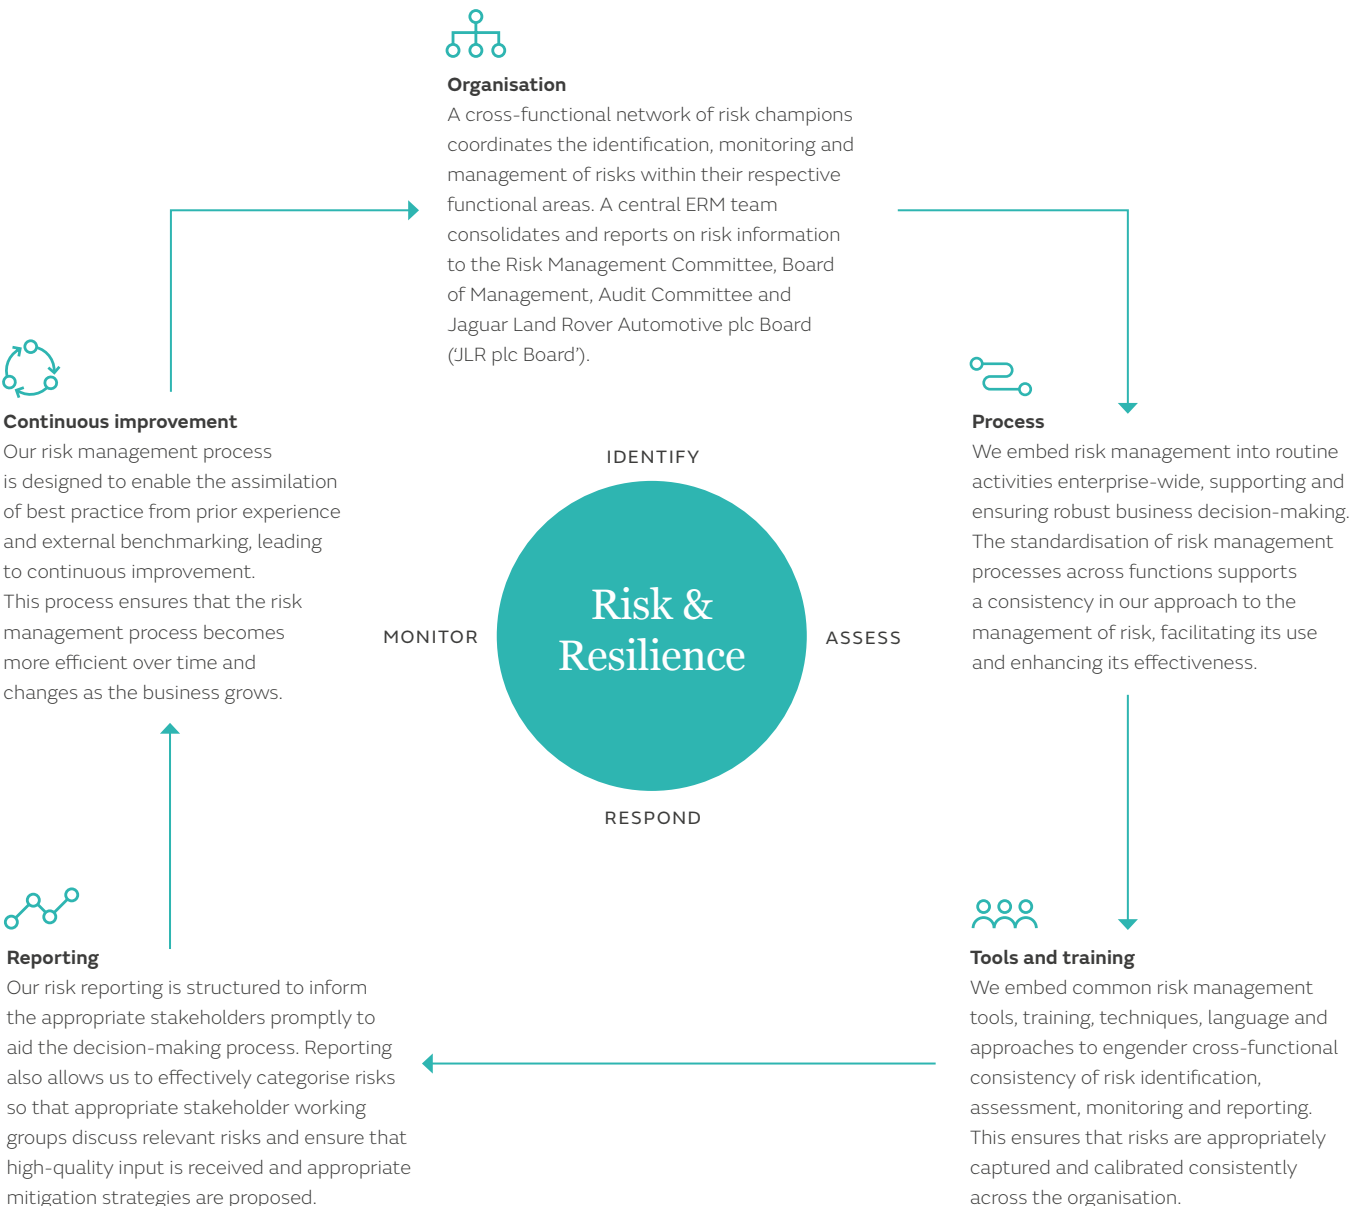 Organisation
A cross-functional network of risk champions
coordinates the identification, monitoring and
management of risks within their respective
functional areas. A central ERM team
consolidates and reports on risk information
to the Risk Management Committee, Board
of Management, Audit Committee and
Jaguar Land Rover Automotive plc Board
(‘JLR plc Board’).
Process
We embed risk management into routine
activities enterprise-wide, supporting and
ensuring robust business decision-making.
The standardisation of risk management
processes across functions supports
a consistency in our approach to the
management of risk, facilitating its use
and enhancing its effectiveness.
Tools and training
We embed common risk management
tools, training, techniques, language and
approaches to engender cross-functional
consistency of risk identification,
assessment, monitoring and reporting.
This ensures that risks are appropriately
captured and calibrated consistently
across the organisation.
Reporting
Our risk reporting is structured to inform
the appropriate stakeholders promptly to
aid the decision-making process. Reporting
also allows us to effectively categorise risks
so that appropriate stakeholder working
groups discuss relevant risks and ensure that
high-quality input is received and appropriate
mitigation strategies are proposed.
Continuous improvement
Our risk management process
is designed to enable the assimilation
of best practice from prior experience
and external benchmarking, leading
to continuous improvement.
This process ensures that the risk
management process becomes
more efficient over time and
changes as the business grows.
IDENTIFY
ASSESS
RESPOND
MONITOR
Risk &
Resilience